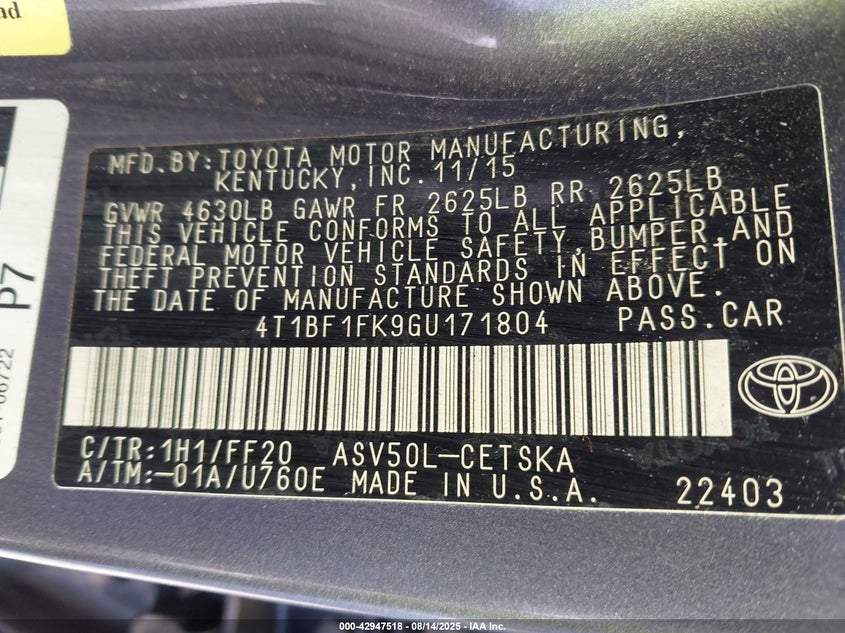 MFD.BY:TOYOTA MOTOR MANUFACTURING,
KENTUCKY,INC.11/15
GVWR 4630LB GAWR FR 2625LB RR 2625LB
THIS VEHICLE CONFORMS TO ALL APPLICABLE
FEDERAL MOTOR VEHICLE SAFETY,BUMPER,AND
THEFT PREVENTION STANDARDS IN EFFECT ON
THE DATE OF MANUFACTURE SHOWN ABOVE.
4T1BF1FK9GU171804 PASS.CAR
C/TR:1H1/FF20 ASV50L-CETSKA
A/TM:-01A/U760E MADE IN U.S.A. 22403
P7
000-42947518 - 08/14/2025 - IAA Inc.